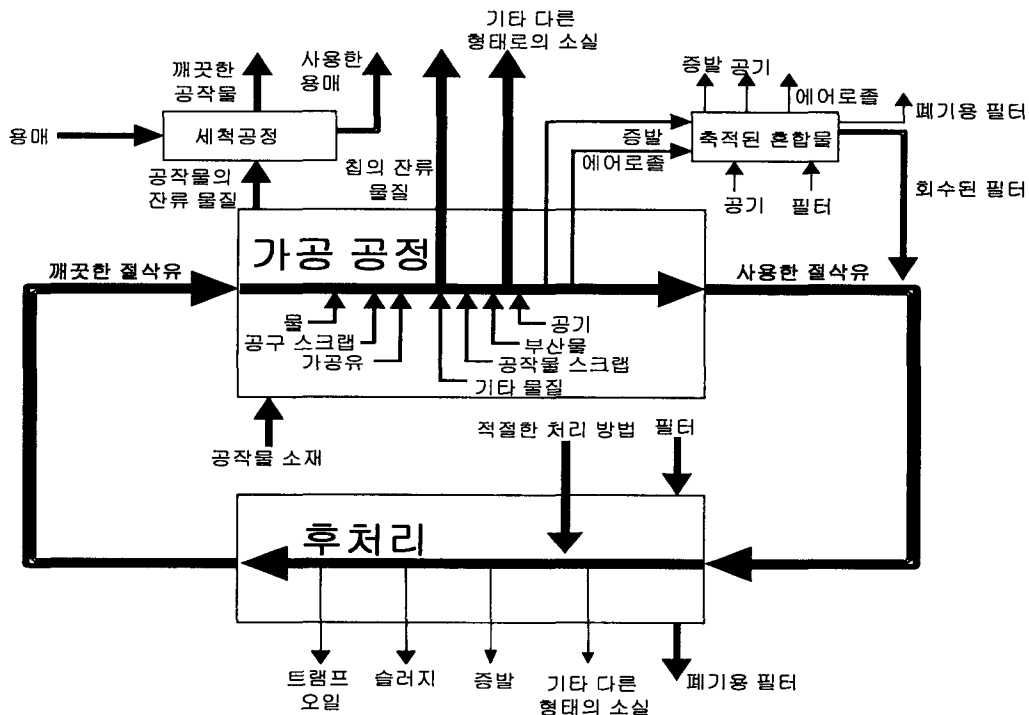 기타 다른
형태로의 소실
깨끗한
공작물
사용한
용매
증발 공기
에어로졸
폐기용 필터
용매
세척공정
증발
축적된 혼합물
에어로졸
공작물의
잔류 물질
칩의 잔류
물질
공기
필터
회수된 필터
가공 공정
깨끗한 절삭유
사용한 절삭유
물
공기
공구 스크랩
부산물
가공유
공작물 스크랩
기타 물질
공작물 소재
적절한 처리 방법
필터
후처리
트램프
오일
슬러지
증발
기타 다른
형태의 소실
폐기용 필터